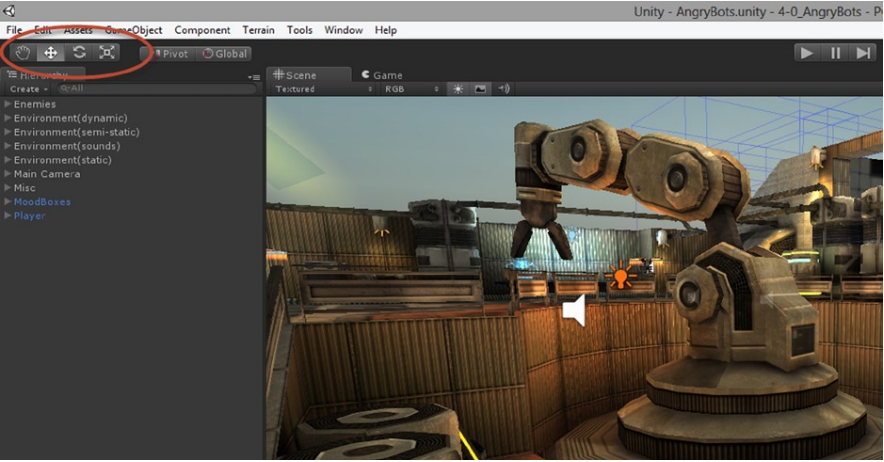 Unity - AngryBots.unity - 4-0_AngryBots - P
File Edit Assets GameObject Component Terrain Tools Window Help
Pivot Global
Hierarchy
Scene Game
Create All
Textured RGB
Enemies
Environment(dynamic)
Environment(semi-static)
Environment(sounds)
Environment(static)
Main Camera
Misc
MoodBoxes
Player